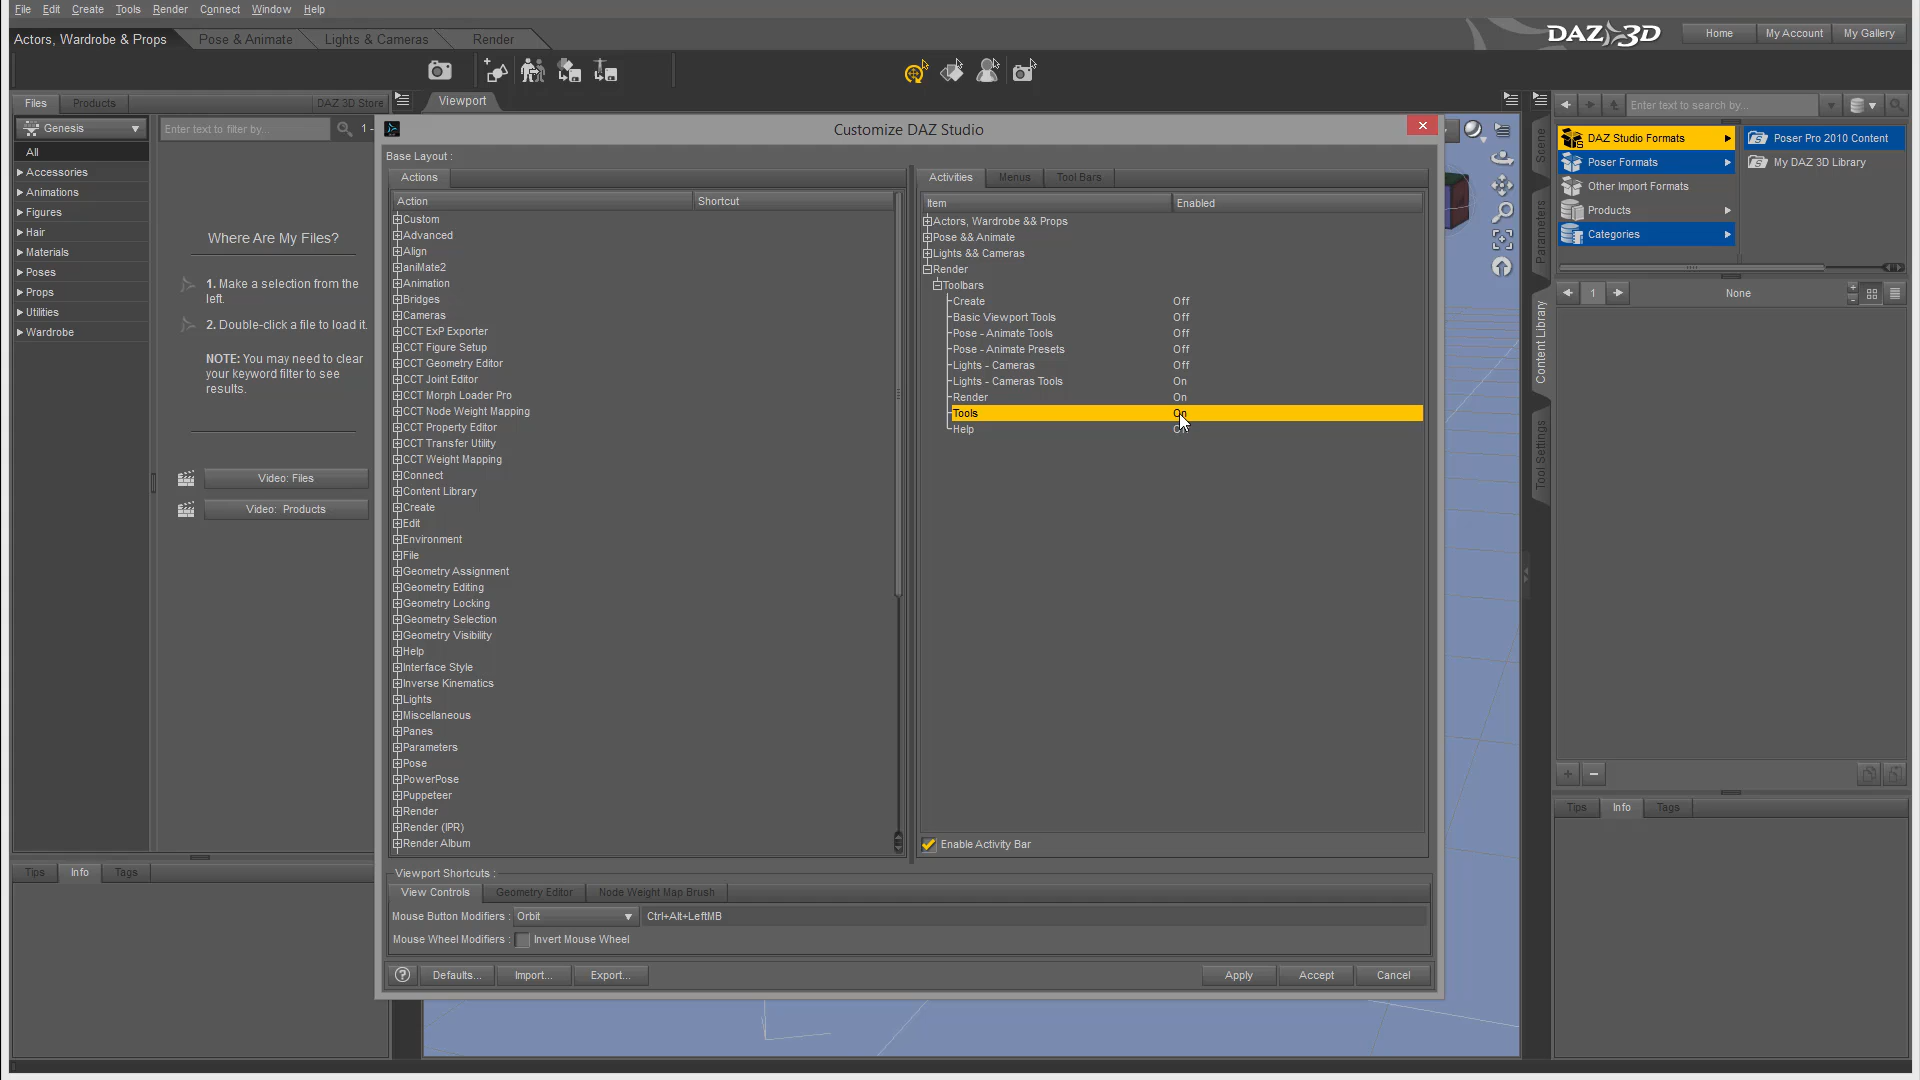 File Edit Create Tools Render Connect Window Help
Actors, Wardrobe & Props Pose & Animate Lights & Cameras Render
DAZ 3D Home My Account My Gallery
Files Products DAZ 3D Store Viewport
Enter text to search by...
Genesis Enter text to filter by... 1 -
Customize DAZ Studio
DAZ Studio Formats Poser Pro 2010 Content
Poser Formats My DAZ 3D Library
Other Import Formats
Products
Categories
1 None
All
Accessories
Animations
Figures
Hair
Materials
Poses
Props
Utilities
Wardrobe
Where Are My Files?
1. Make a selection from the
left.
2. Double-click a file to load it.
NOTE: You may need to clear
your keyword filter to see
results.
Video: Files
Video: Products
Tips Info Tags
Base Layout :
Actions
Action Shortcut
Custom
Advanced
Align
aniMate2
Animation
Bridges
Cameras
CCT ExP Exporter
CCT Figure Setup
CCT Geometry Editor
CCT Joint Editor
CCT Morph Loader Pro
CCT Node Weight Mapping
CCT Property Editor
CCT Transfer Utility
CCT Weight Mapping
Connect
Content Library
Create
Edit
Environment
File
Geometry Assignment
Geometry Editing
Geometry Locking
Geometry Selection
Geometry Visibility
Help
Interface Style
Inverse Kinematics
Lights
Miscellaneous
Panes
Parameters
Pose
PowerPose
Puppeteer
Render
Render (IPR)
Render Album
Activities Menus Tool Bars
Item Enabled
Actors, Wardrobe && Props
Pose && Animate
Lights && Cameras
Render
Toolbars
Create Off
Basic Viewport Tools Off
Pose - Animate Tools Off
Pose - Animate Presets Off
Lights - Cameras Off
Lights - Cameras Tools On
Render On
Tools On
Help
Enable Activity Bar
Viewport Shortcuts :
View Controls Geometry Editor Node Weight Map Brush
Mouse Button Modifiers : Orbit Ctrl+Alt+LeftMB
Mouse Wheel Modifiers : Invert Mouse Wheel
? Defaults... Import... Export... Apply Accept Cancel
Scene
Parameters
Content Library
Tool Settings
Tips Info Tags